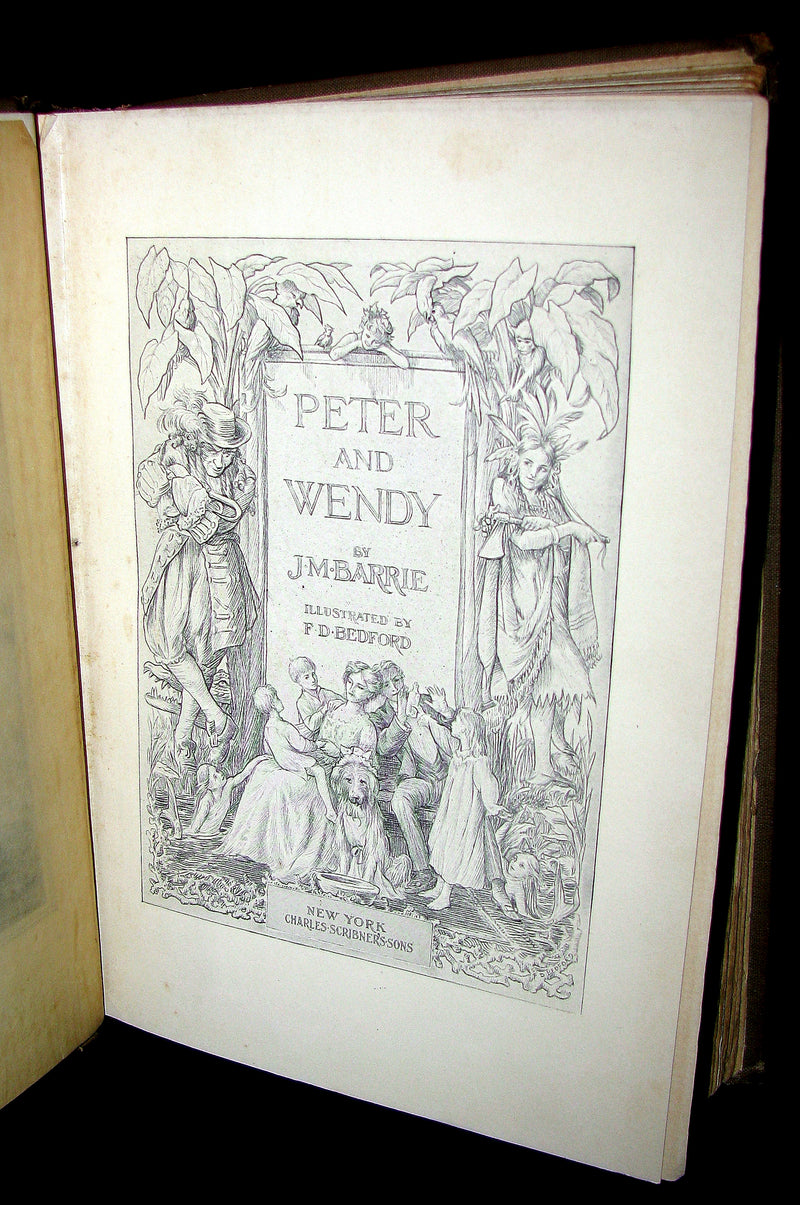 PETER
AND
WENDY
BY
J·M·BARRIE
ILLUSTRATED BY
F·D·BEDFORD
NEW YORK
CHARLES·SCRIBNER'S·SONS